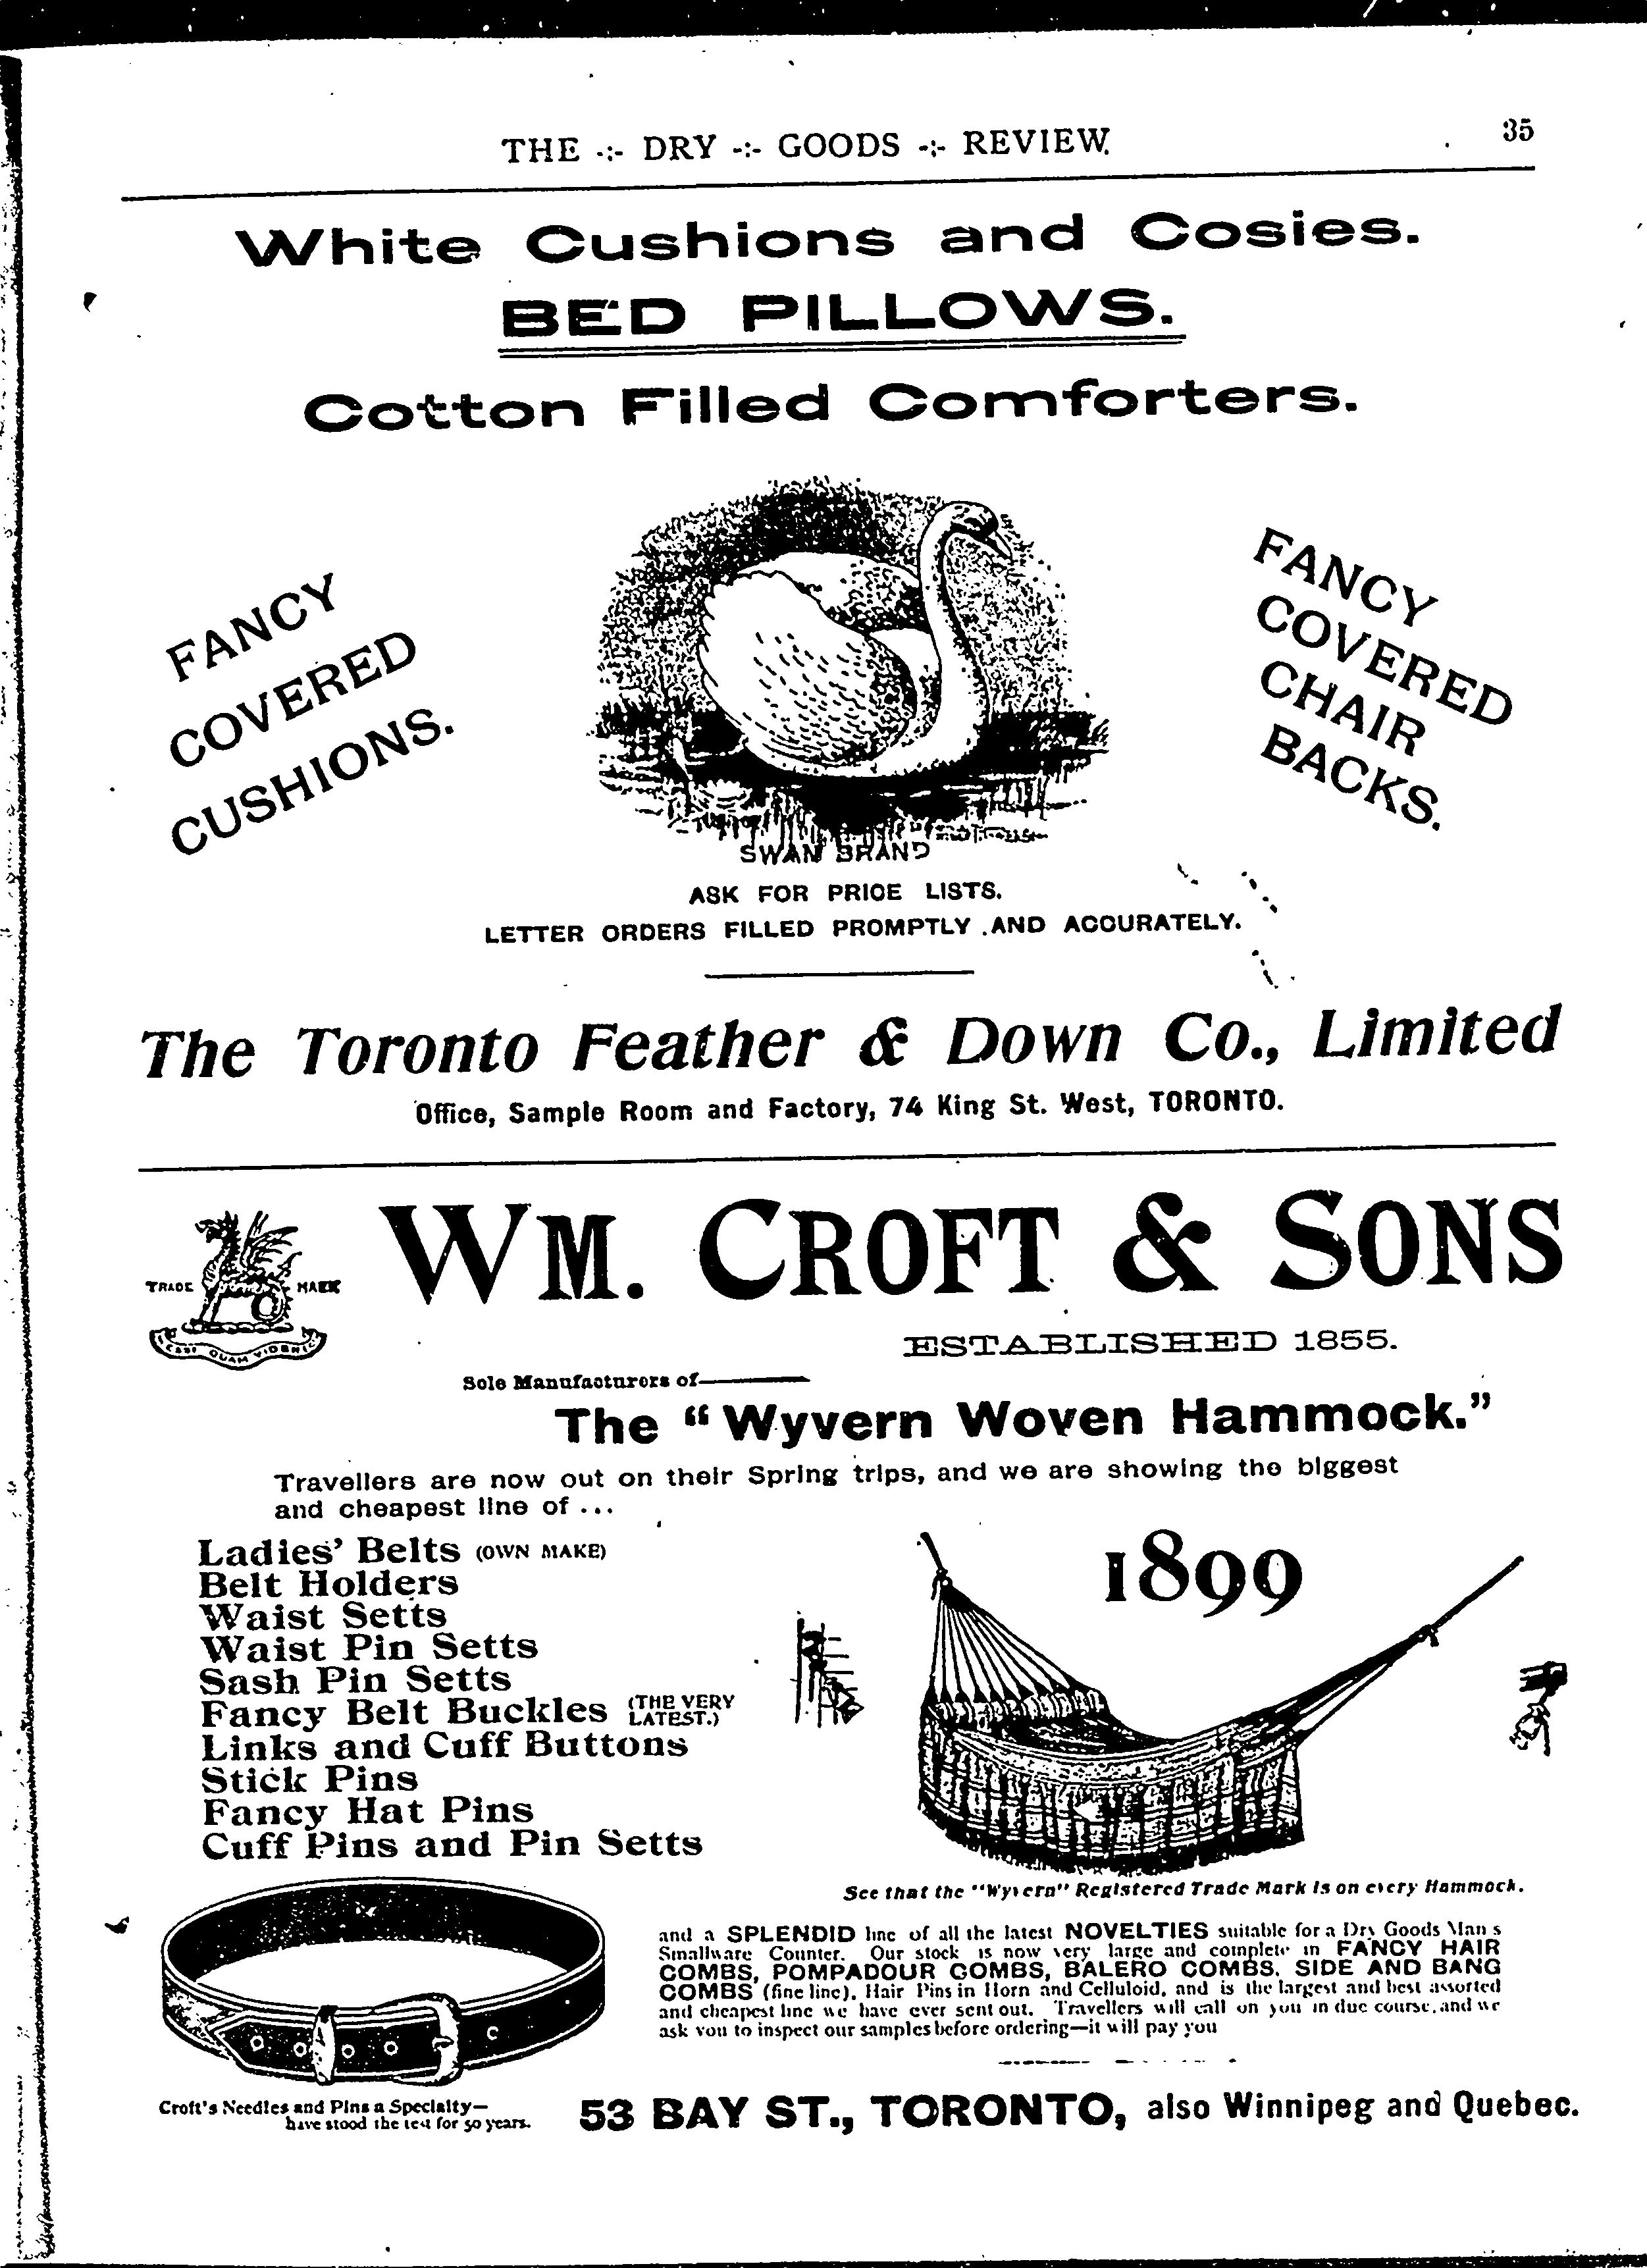 THE -:- DRY -:- GOODS -:- REVIEW.
35
White Cushions and Cosies.
BED PILLOWS.
Cotton Filled Comforters.
FANCY
COVERED
CUSHIONS.
FANCY
COVERED
CHAIR
BACKS.
SWAN BRAND
ASK FOR PRICE LISTS.
LETTER ORDERS FILLED PROMPTLY AND ACCURATELY.
The Toronto Feather & Down Co., Limited
Office, Sample Room and Factory, 74 King St. West, TORONTO.
WM. CROFT & SONS
TRADE MARK
ESSE QUAM VIDERI
ESTABLISHED 1855.
Sole Manufacturers of
The "Wyvern Woven Hammock."
Travellers are now out on their Spring trips, and we are showing the biggest
and cheapest line of ...
Ladies' Belts (OWN MAKE)
Belt Holders
Waist Setts
Waist Pin Setts
Sash Pin Setts
Fancy Belt Buckles (THE VERY LATEST.)
Links and Cuff Buttons
Stick Pins
Fancy Hat Pins
Cuff Pins and Pin Setts
1899
See that the "Wyvern" Registered Trade Mark is on every Hammock.
and a SPLENDID line of all the latest NOVELTIES suitable for a Dry Goods Man's
Smallware Counter. Our stock is now very large and complete in FANCY HAIR
COMBS, POMPADOUR COMBS, BALERO COMBS, SIDE AND BANG
COMBS (fine line), Hair Pins in Horn and Celluloid, and is the largest and best assorted
and cheapest line we have ever sent out. Travellers will call on you in due course, and we
ask you to inspect our samples before ordering—it will pay you
Croft's Needles and Pins a Specialty—
have stood the test for 50 years.
53 BAY ST., TORONTO, also Winnipeg and Quebec.